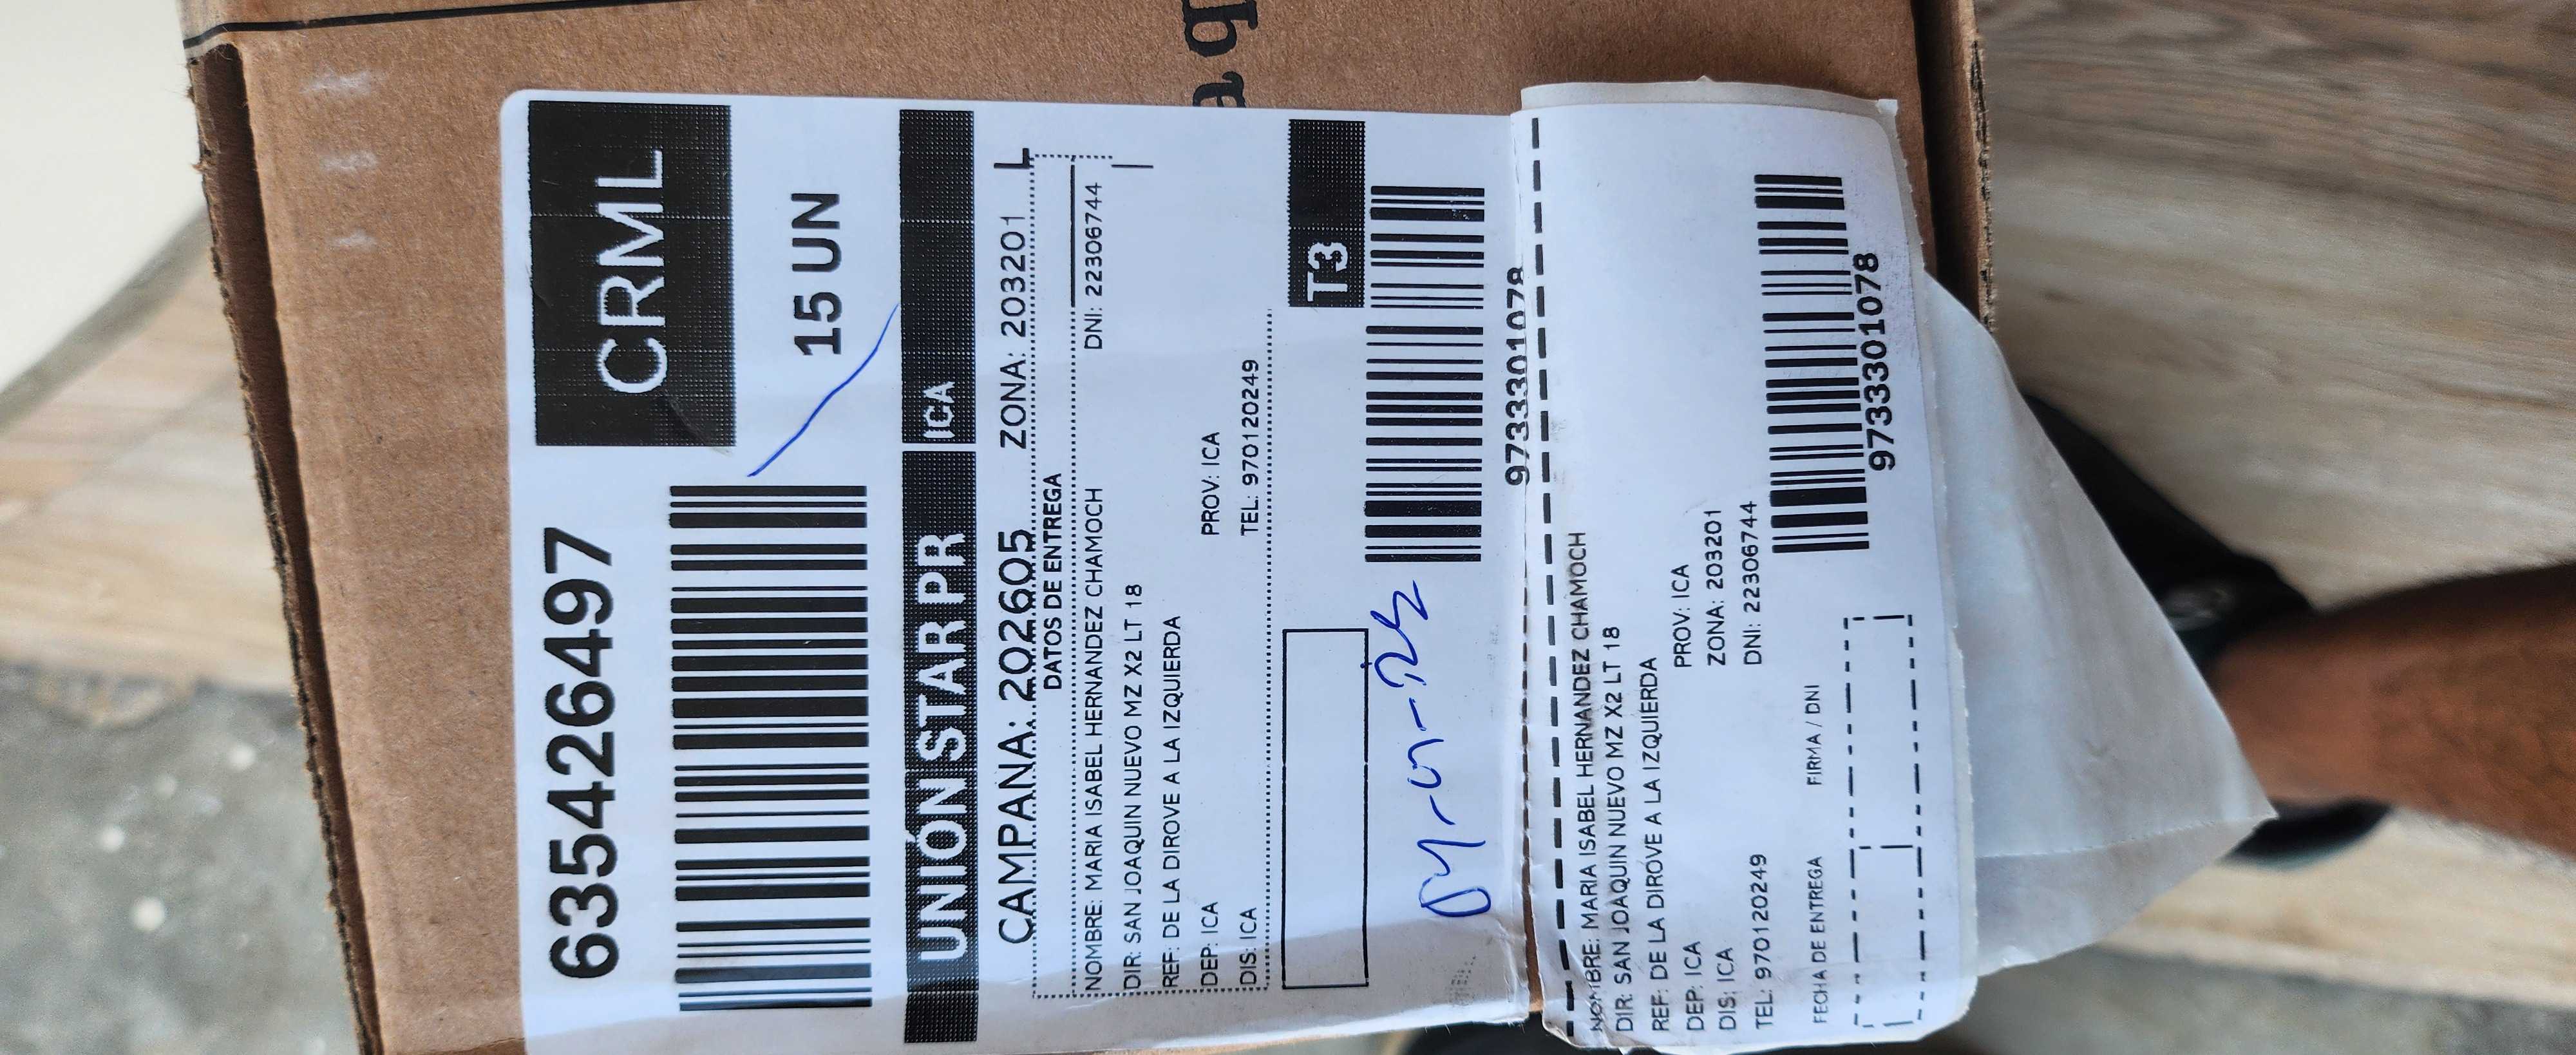 6354264497
CRML
15 UN
UNIÓN STAR PR ICA
CAMPAÑA: 202605 ZONA: 203201 L
DATOS DE ENTREGA
NOMBRE: MARIA ISABEL HERNANDEZ CHAMOCH DNI: 22306744
DIR: SAN JOAQUIN NUEVO MZ X2 LT 18
REF: DE LA DIROVE A LA IZQUIERDA
DEP: ICA PROV: ICA
DIS: ICA TEL: 970120249
T3
9733301078
NOMBRE: MARIA ISABEL HERNANDEZ CHAMOCH
DIR: SAN JOAQUIN NUEVO MZ X2 LT 18
REF: DE LA DIROVE A LA IZQUIERDA
DEP: ICA PROV: ICA
DIS: ICA ZONA: 203201
TEL: 970120249 DNI: 22306744
FECHA DE ENTREGA FIRMA / DNI
9733301078